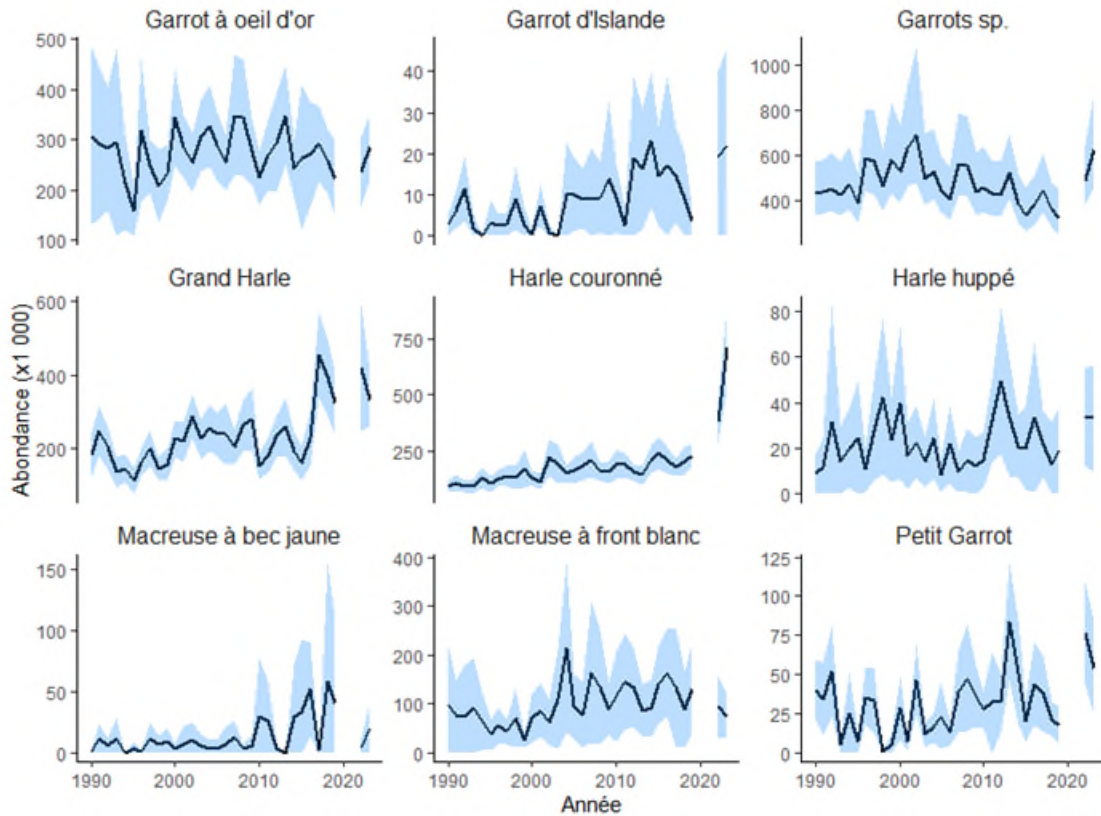 Garrot à oeil d'or
Garrot d'Islande
Garrots sp.
500
400
300
200
100
40
30
20
10
0
1000
800
600
400
Grand Harle
Harle couronné
Harle huppé
Abondance (x1 000)
600
400
200
750
500
250
80
60
40
20
0
Macreuse à bec jaune
Macreuse à front blanc
Petit Garrot
150
100
50
0
400
300
200
100
0
125
100
75
50
25
0
1990 2000 2010 2020
1990 2000 2010 2020
1990 2000 2010 2020
Année